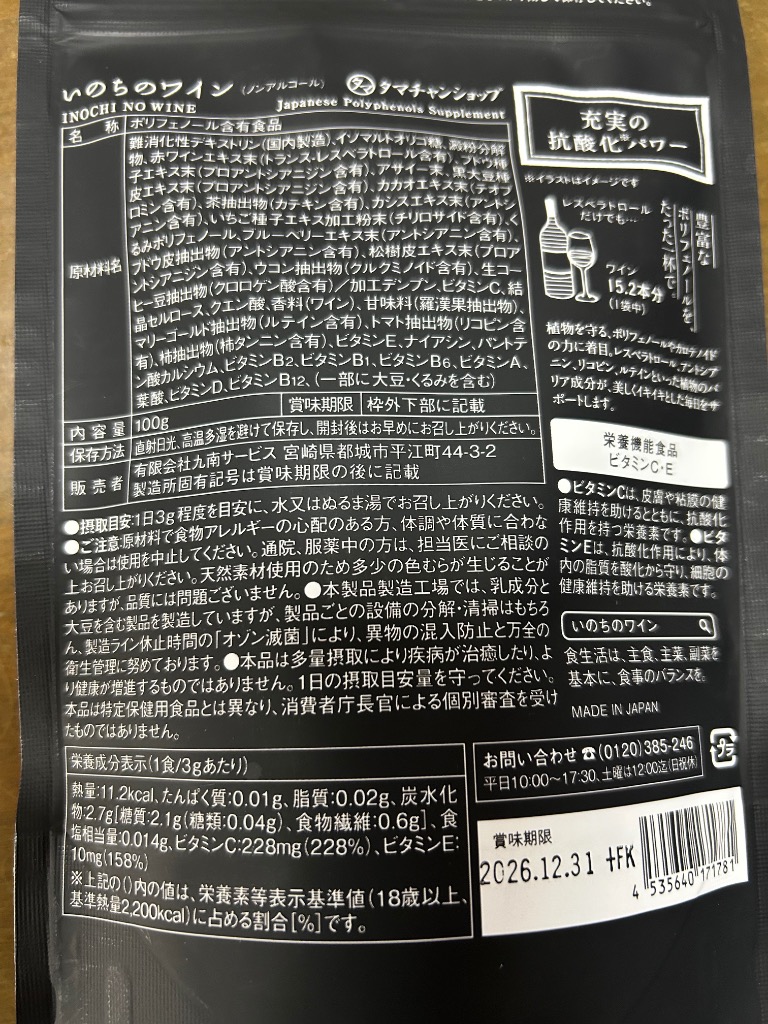 いのちのワイン (ノンアルコール) タマチャンショップ
INOCHI NO WINE Japanese Polyphenols Supplement
名 称 ポリフェノール含有食品
原材料名
難消化性デキストリン(国内製造)、イソマルトオリゴ糖、澱粉分解
物、赤ワインエキス末(トランス-レスベラトロール含有)、ブドウ種
子エキス末(プロアントシアニジン含有)、アサイー末、黒大豆種
皮エキス末(プロアントシアニジン含有)、カカオエキス末(テオブ
ロミン含有)、茶抽出物(カテキン含有)、カシスエキス末(アントシ
アニン含有)、いちご種子エキス加工粉末(チリロサイド含有)、く
るみポリフェノール、ブルーベリーエキス末(アントシアニン含有)、
ブドウ皮抽出物(アントシアニン含有)、松樹皮エキス末(プロア
ントシアニジン含有)、ウコン抽出物(クルクミノイド含有)、生コー
ヒー豆抽出物(クロロゲン酸含有)/加工デンプン、ビタミンC、結
晶セルロース、クエン酸、香料(ワイン)、甘味料(羅漢果抽出物)、
マリーゴールド抽出物(ルテイン含有)、トマト抽出物(リコピン含
有)、柿抽出物(柿タンニン含有)、ビタミンE、ナイアシン、パントテ
ン酸カルシウム、ビタミンB2、ビタミンB1、ビタミンB6、ビタミンA、
葉酸、ビタミンD、ビタミンB12、(一部に大豆・くるみを含む)
内容量 100g 賞味期限 枠外下部に記載
保存方法 直射日光、高温多湿を避けて保存し、開封後はお早めにお召し上がりください。
販売者 有限会社九南サービス 宮崎県都城市平江町44-3-2
製造所固有記号は賞味期限の後に記載
●摂取目安:1日3g程度を目安に、水又はぬるま湯でお召し上がりください。
●ご注意:原材料で食物アレルギーの心配のある方、体調や体質に合わな
い場合は使用を中止してください。通院、服薬中の方は、担当医にご相談の
上お召し上がりください。天然素材使用のため多少の色むらが生じることが
ありますが、品質には問題ございません。●本製品製造工場では、乳成分と
大豆を含む製品を製造していますが、製品ごとの設備の分解・清掃はもちろ
ん、製造ライン休止時間の「オゾン滅菌」により、異物の混入防止と万全の
衛生管理に努めております。●本品は多量摂取により疾病が治癒したり、よ
り健康が増進するものではありません。1日の摂取目安量を守ってください。
本品は特定保健用食品とは異なり、消費者庁長官による個別審査を受け
たものではありません。
栄養成分表示(1食/3gあたり)
熱量:11.2kcal、たんぱく質:0.01g、脂質:0.02g、炭水化
物:2.7g[糖質:2.1g(糖類:0.04g)、食物繊維:0.6g]、食
塩相当量:0.014g、ビタミンC:228mg(228%)、ビタミンE:
10mg(158%)
※上記の()内の値は、栄養素等表示基準値(18歳以上、
基準熱量2,200kcal)に占める割合[%]です。
充実の
抗酸化※パワー
※イラストはイメージです
豊富な
ポリフェノールを、
たった一杯で。
レスベラトロール
だけでも…
ワイン
15.2本分
(1袋中)
植物を守る、ポリフェノールやカロテノイド
の力に着目。レスベラトロール、アントシア
ニン、リコピン、ルテインといった植物のバ
リア成分が、美しくイキイキとした毎日をサ
ポートします。
栄養機能食品
ビタミンC・E
●ビタミンCは、皮膚や粘膜の健
康維持を助けるとともに、抗酸化
作用を持つ栄養素です。●ビタ
ミンEは、抗酸化作用により、体
内の脂質を酸化から守り、細胞の
健康維持を助ける栄養素です。
いのちのワイン
食生活は、主食、主菜、副菜を
基本に、食事のバランスを。
MADE IN JAPAN
お問い合わせ ☎(0120)385-246
平日10:00〜17:30、土曜は12:00迄(日祝休)
プラ
賞味期限
2026.12.31 +FK
4 535640 171781